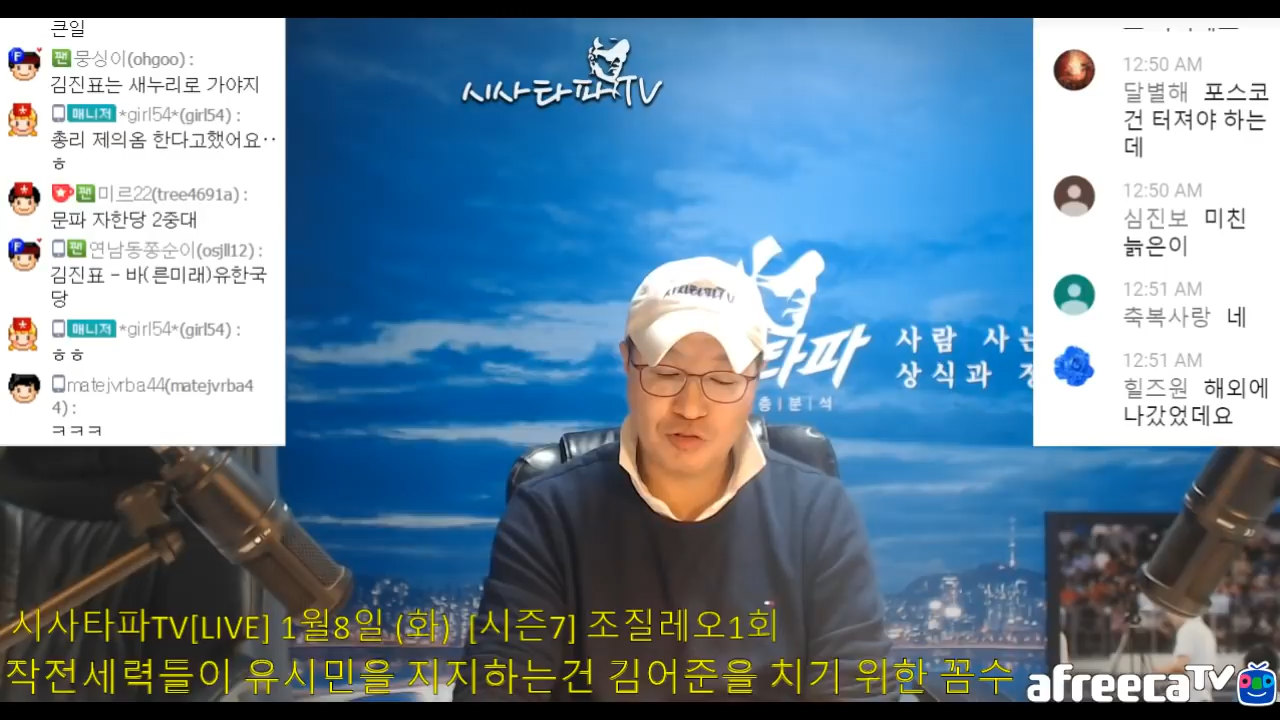 큰일
F 팬 뭉싱이(ohgoo) :
김진표는 새누리로 가야지
매니저 *girl54*(girl54) :
총리 제의옴 한다고했어요··
ㅎ
팬 미르22(tree4691a) :
문파 자한당 2중대
F 팬 연남동쫑순이(osjll12) :
김진표 - 바(른미래)유한국
당
매니저 *girl54*(girl54) :
ㅎㅎ
matejvrba44(matejvrba4
4) :
ㅋㅋㅋ
시사타파TV
시사타파TV
타파
사람 사는
상식과
층|분|석
12:50 AM
달별해 포스코
건 터져야 하는
데
12:50 AM
심진보 미친
늙은이
12:51 AM
축복사랑 네
12:51 AM
힐즈원 해외에
나갔었데요
시사타파TV[LIVE] 1월8일 (화) [시즌7] 조질레오1회
작전세력들이 유시민을 지지하는건 김어준을 치기 위한 꼼수
afreecaTV